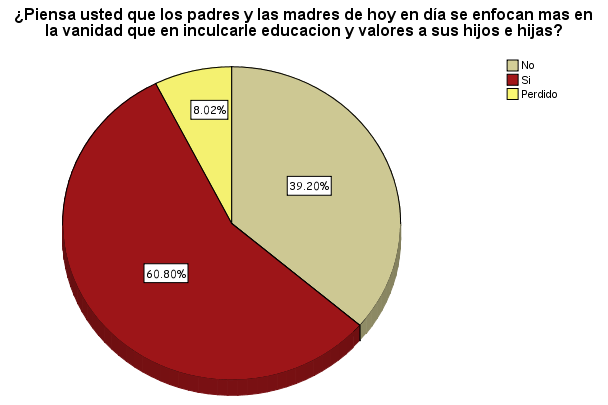 ¿Piensa usted que los padres y las madres de hoy en día se enfocan mas en
la vanidad que en inculcarle educacion y valores a sus hijos e hijas?
No
Si
Perdido
8.02%
39.20%
60.80%